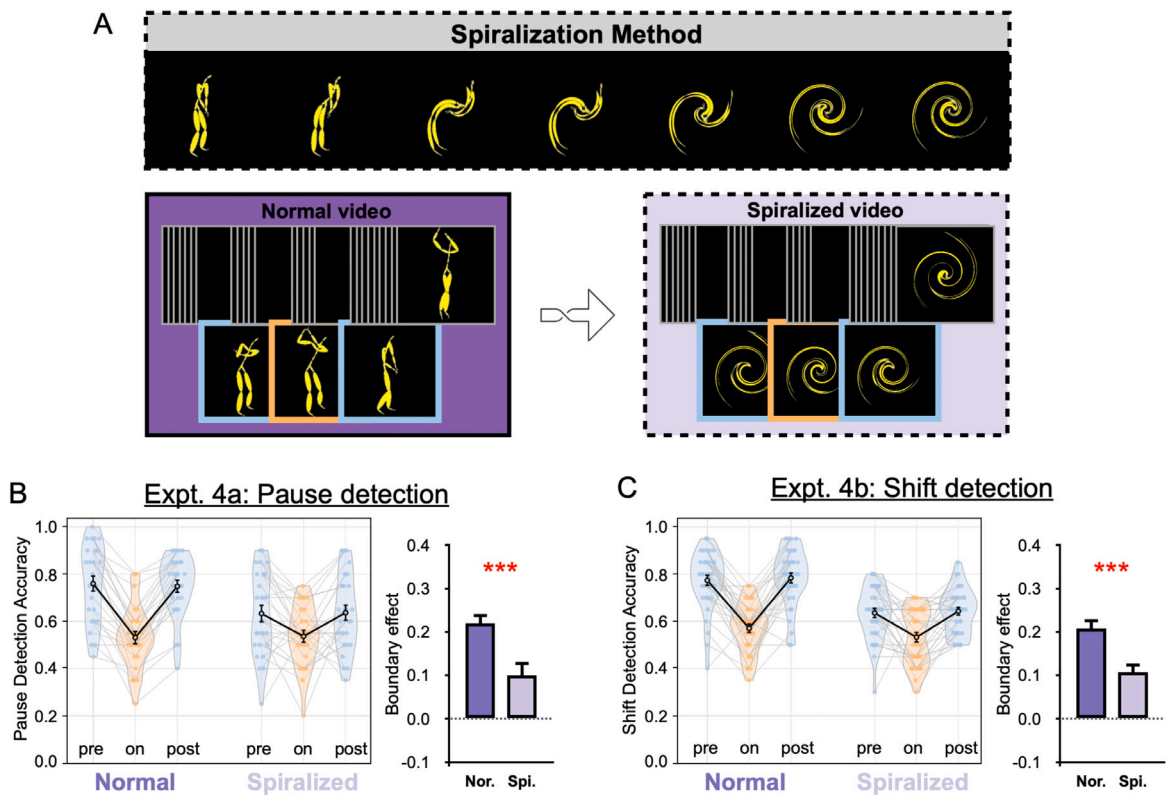 A
Spiralization Method
Normal video
Spiralized video
B
Expt. 4a: Pause detection
Pause Detection Accuracy
1.0
0.8
0.6
0.4
0.2
0.0
pre on post
pre on post
Normal
Spiralized
Boundary effect
0.4
0.3
0.2
0.1
0.0
-0.1
***
Nor. Spi.
C
Expt. 4b: Shift detection
Shift Detection Accuracy
1.0
0.8
0.6
0.4
0.2
0.0
pre on post
pre on post
Normal
Spiralized
Boundary effect
0.4
0.3
0.2
0.1
0.0
-0.1
***
Nor. Spi.